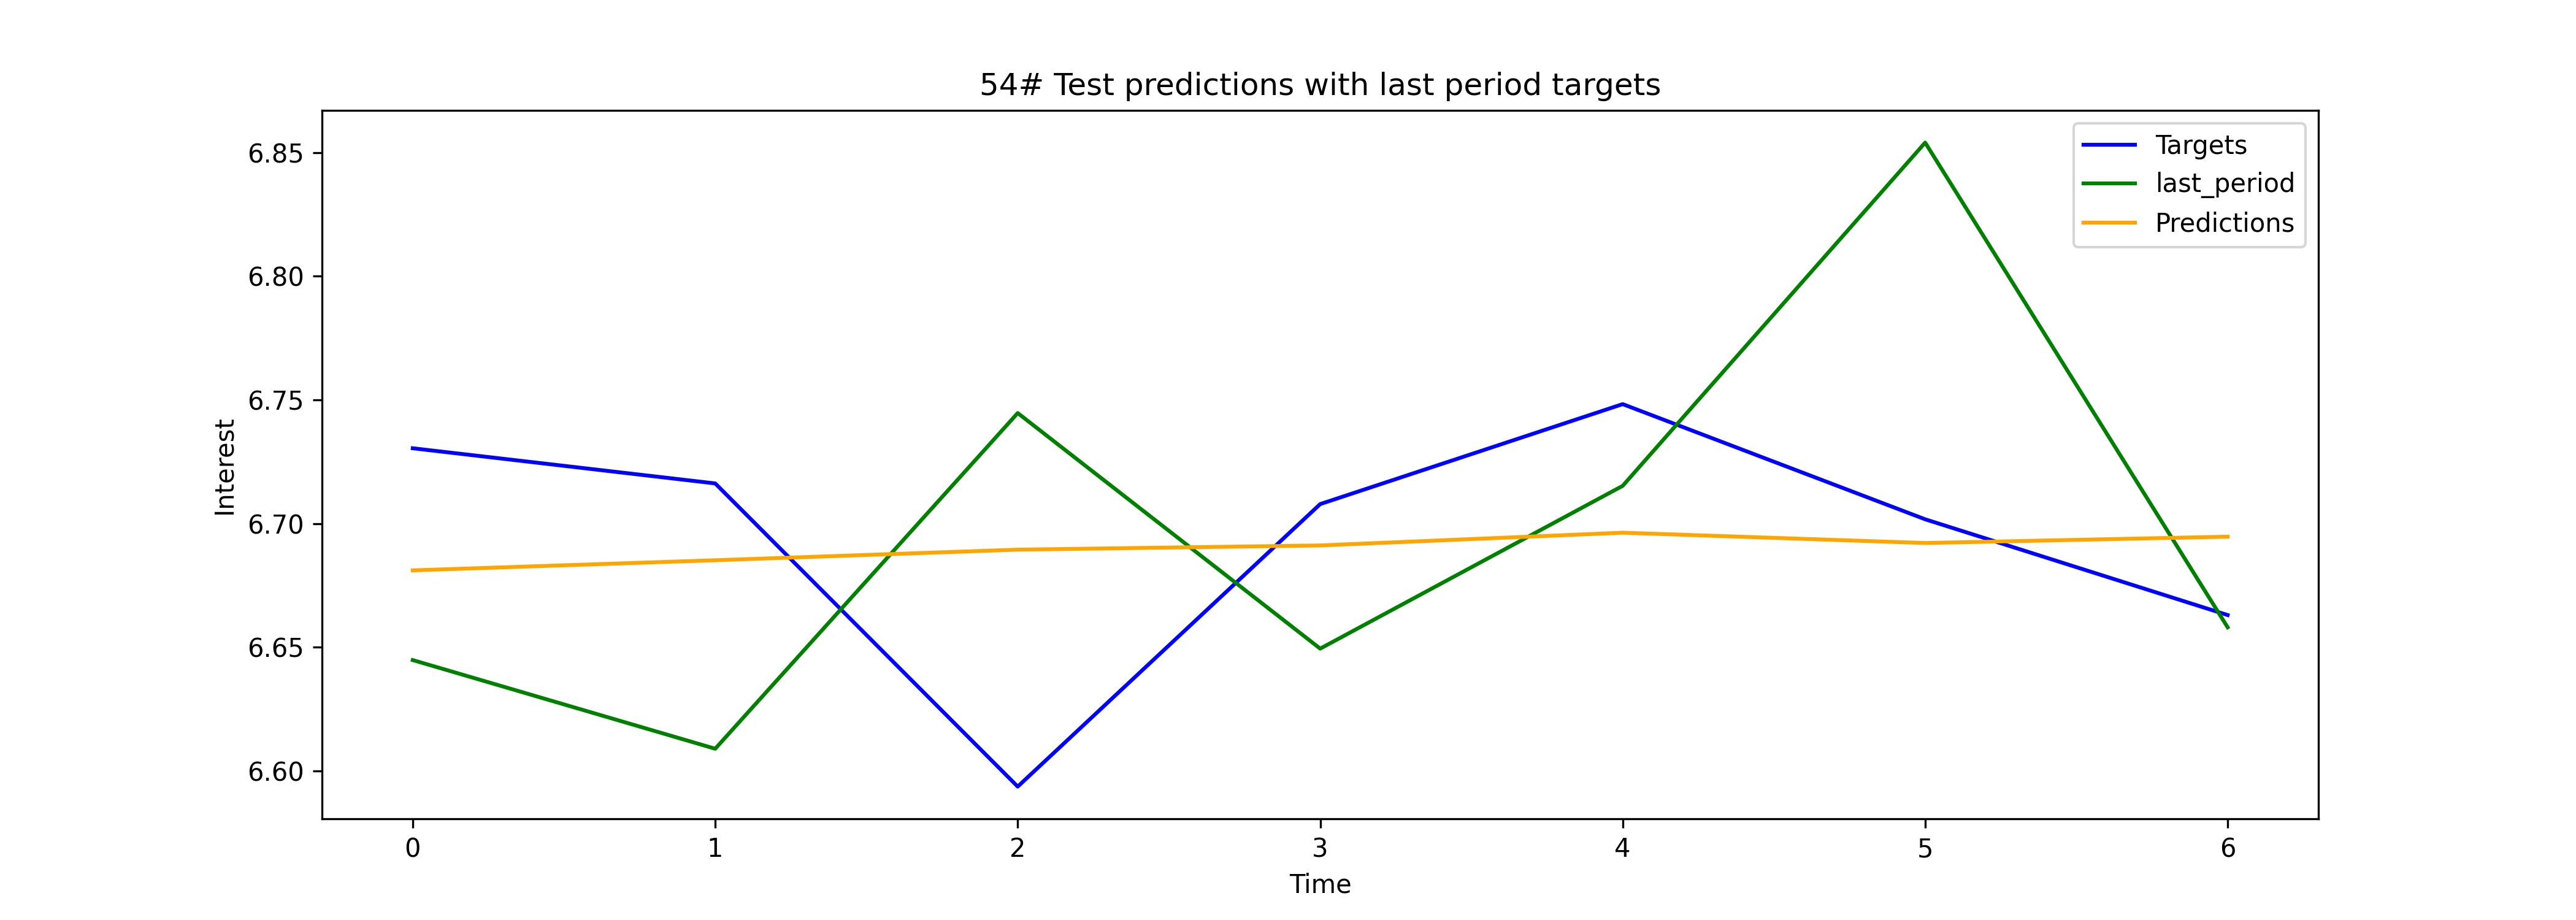 54# Test predictions with last period targets
Targets
last_period
Predictions
6.85
6.80
6.75
6.70
6.65
6.60
Interest
0 1 2 3 4 5 6
Time